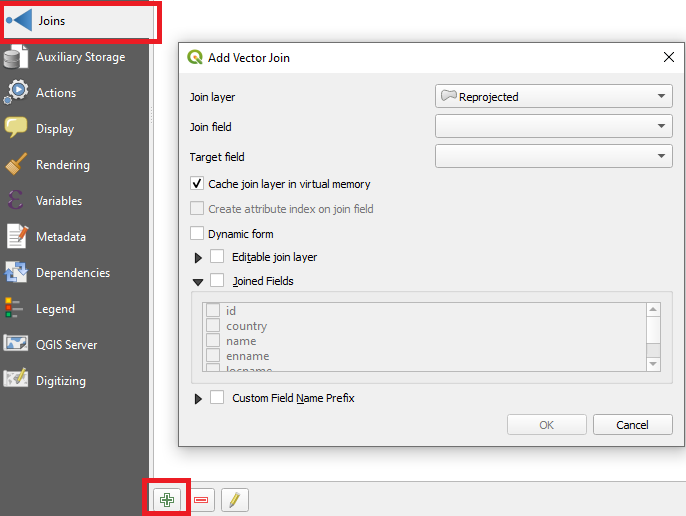 Joins
Auxiliary Storage
Actions
Display
Rendering
Variables
Metadata
Dependencies
Legend
QGIS Server
Digitizing
Add Vector Join
Join layer
Reprojected
Join field
Target field
Cache join layer in virtual memory
Create attribute index on join field
Dynamic form
Editable join layer
Joined Fields
id
country
name
enname
locname
Custom Field Name Prefix
OK
Cancel